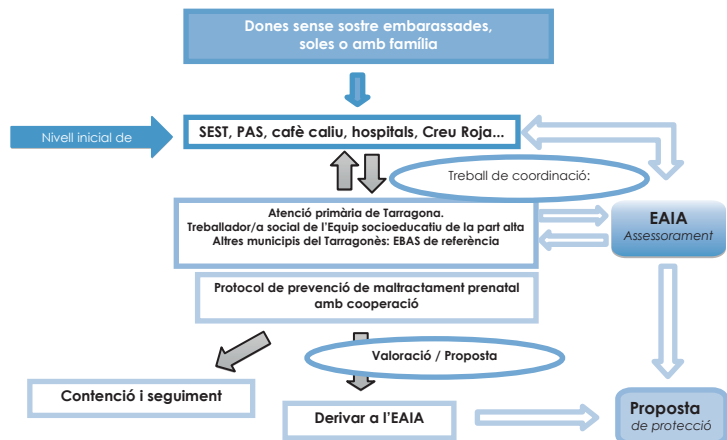 Dones sense sostre embarassades,
soles o amb família
Nivell inicial de
SEST, PAS, cafè caliu, hospitals, Creu Roja...
Treball de coordinació:
Atenció primària de Tarragona.
Treballador/a social de l'Equip socioeducatiu de la part alta
Altres municipis del Tarragonès: EBAS de referència
EAIA
Assessorament
Protocol de prevenció de maltractament prenatal
amb cooperació
Valoració / Proposta
Contenció i seguiment
Derivar a l'EAIA
Proposta
de protecció